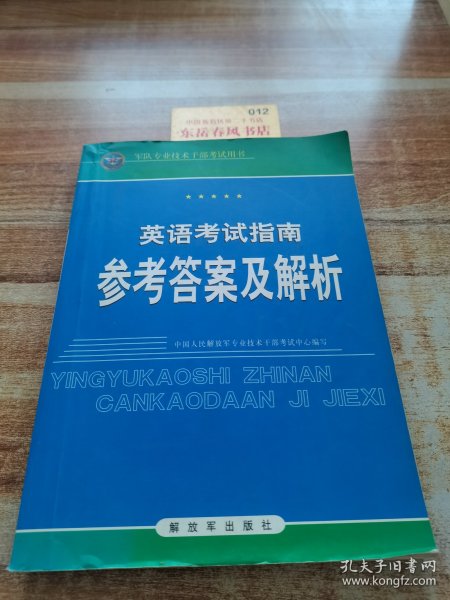 012
东岳春风书店
军队专业技术干部考试用书
★★★★★
英语考试指南
参考答案及解析
中国人民解放军专业技术干部考试中心编写
YINGYUKAOSHI ZHINAN
CANKAODAAN JI JIEXI
解放军出版社
孔夫子旧书网
www.kongfz.com